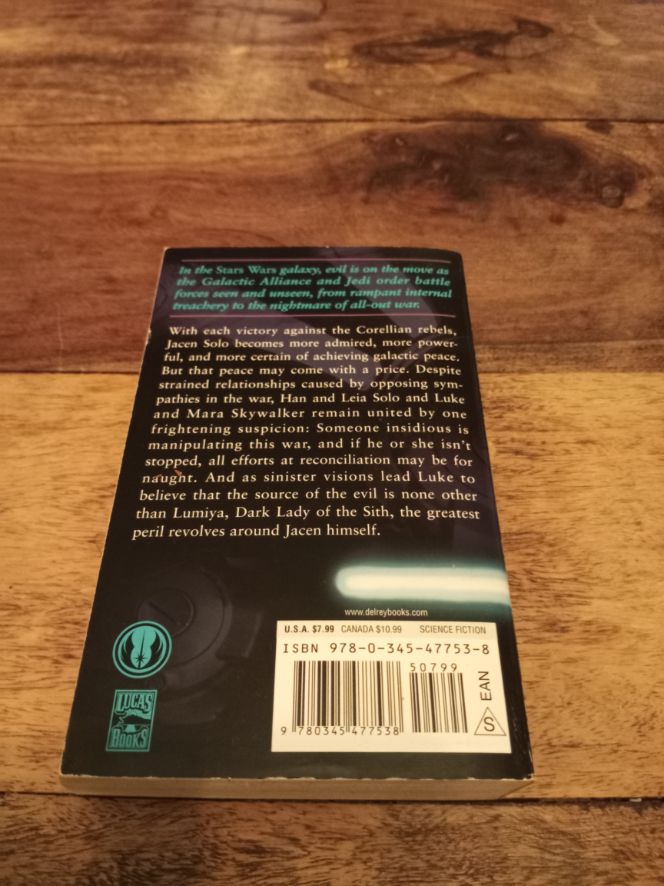 In the Stars Wars galaxy, evil is on the move as
the Galactic Alliance and Jedi order battle
forces seen and unseen, from rampant internal
treachery to the nightmare of all-out war.
With each victory against the Corellian rebels,
Jacen Solo becomes more admired, more power-
ful, and more certain of achieving galactic peace.
But that peace may come with a price. Despite
strained relationships caused by opposing sym-
pathies in the war, Han and Leia Solo and Luke
and Mara Skywalker remain united by one
frightening suspicion: Someone insidious is
manipulating this war, and if he or she isn't
stopped, all efforts at reconciliation may be for
naught. And as sinister visions lead Luke to
believe that the source of the evil is none other
than Lumiya, Dark Lady of the Sith, the greatest
peril revolves around Jacen himself.
www.delreybooks.com
U.S.A. $7.99 CANADA $10.99 SCIENCE FICTION
ISBN 978-0-345-47753-8
50799
9 780345 477538
S EAN
LUCAS
BOOKS